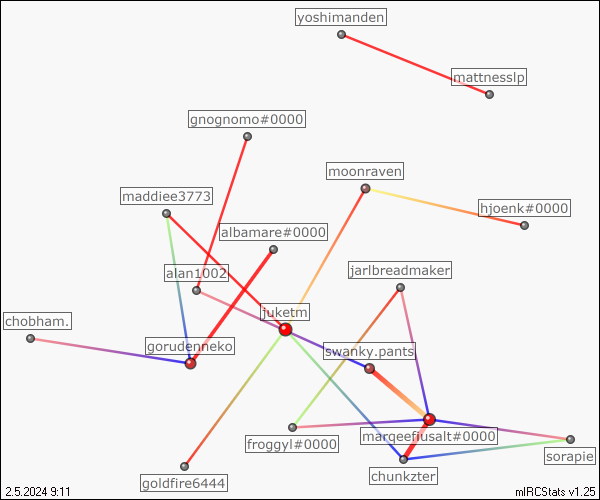 yoshimanden
mattnesslp
gnognomo#0000
moonraven
maddiee3773
hjoenk#0000
albamare#0000
alan1002
jarlbreadmaker
juketm
chobham.
gorudenneko
swanky.pants
marqeefiusalt#0000
froggyl#0000
sorapie
chunkzter
goldfire6444
2.5.2024 9:11
mIRCStats v1.25